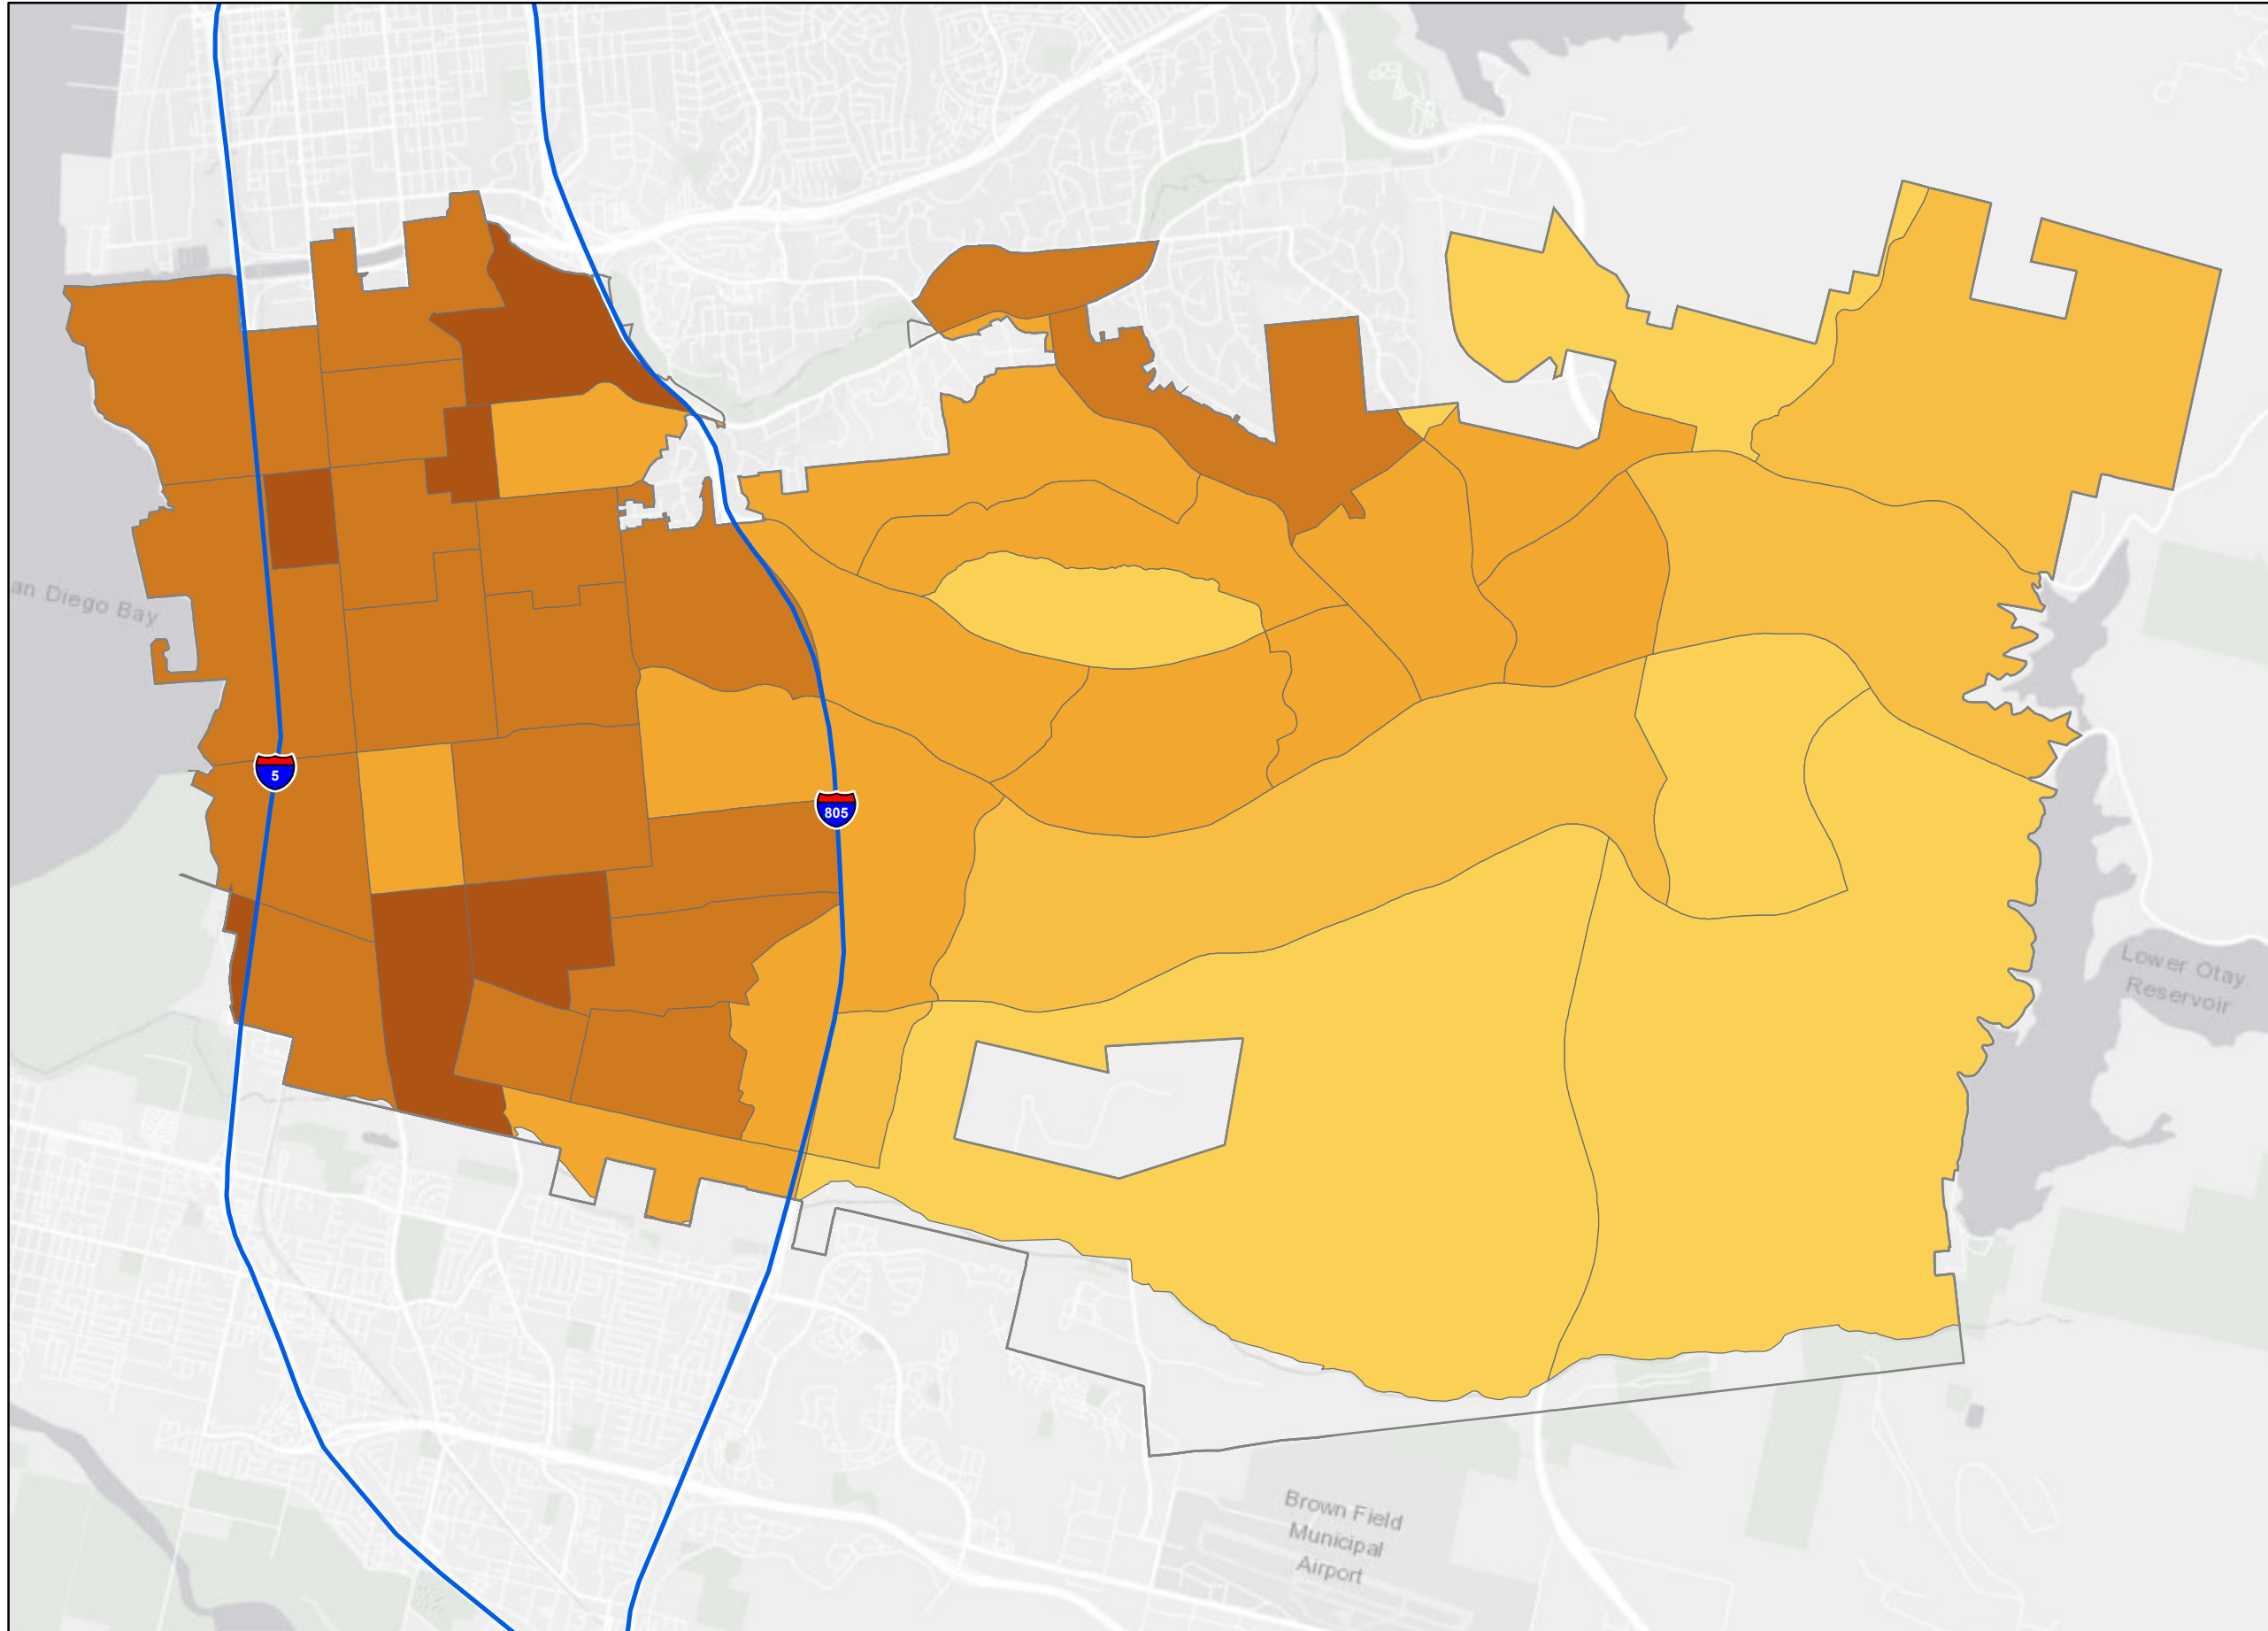 an Diego Bay
5
805
Lower Otay
Reservoir
Brown Field
Municipal
Airport